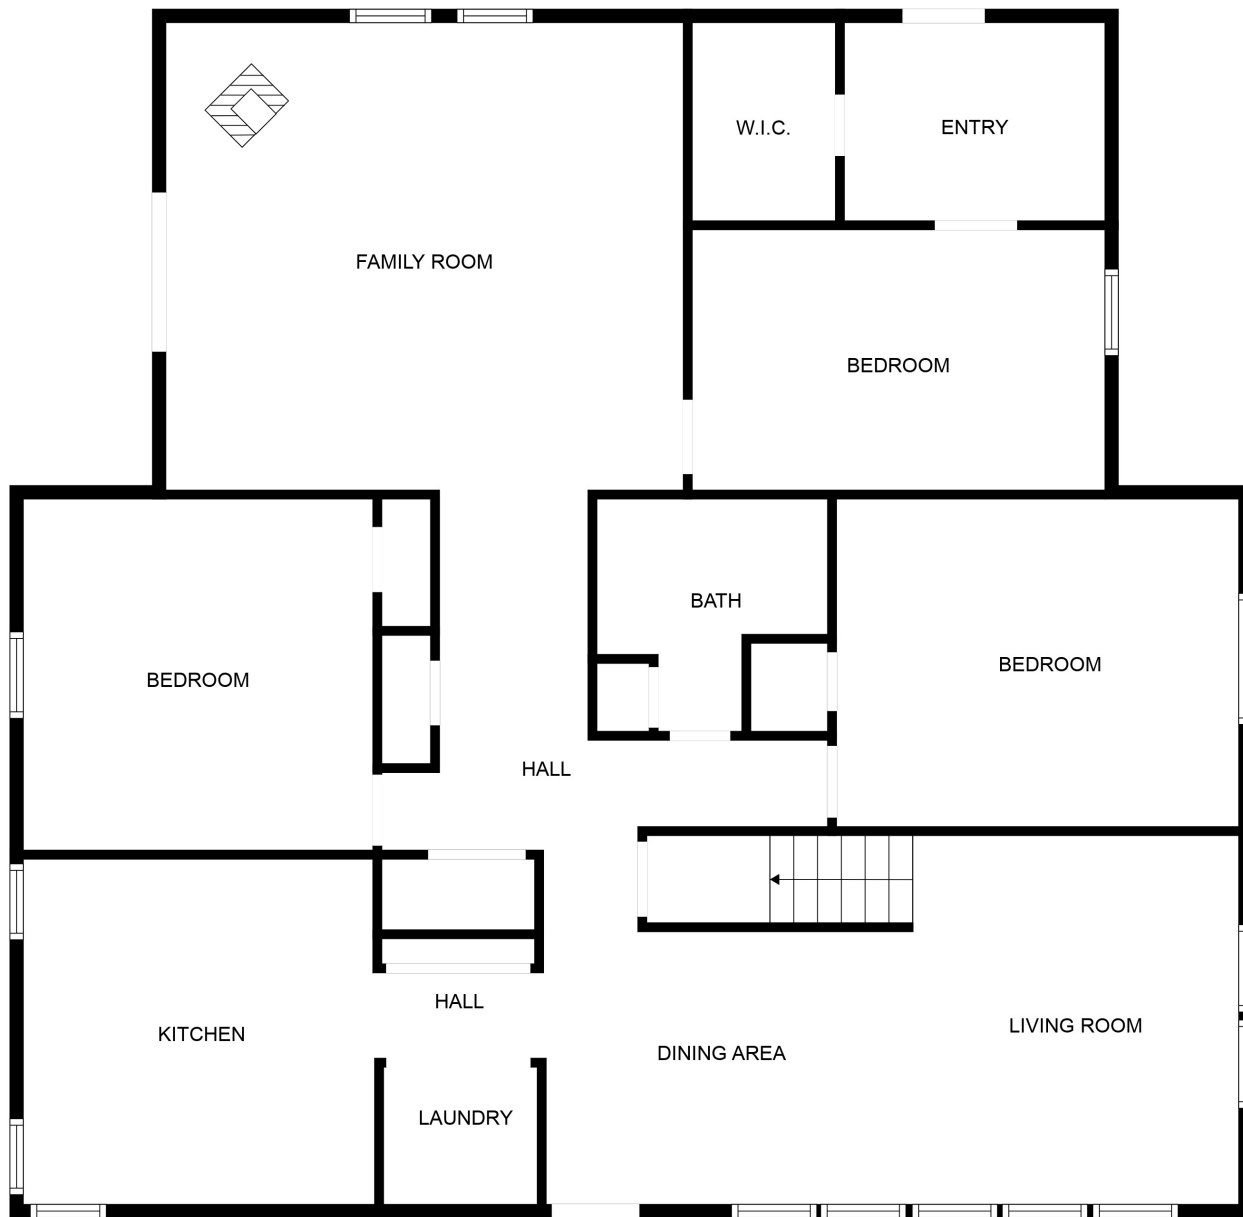 W.I.C.
ENTRY
FAMILY ROOM
BEDROOM
BATH
BEDROOM
BEDROOM
HALL
HALL
LIVING ROOM
KITCHEN
DINING AREA
LAUNDRY